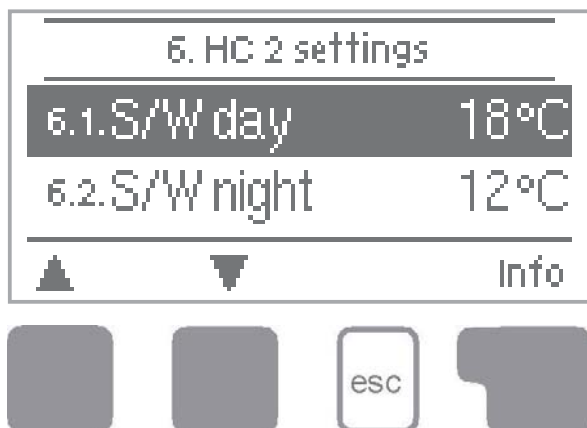 6. HC 2 settings
6.1.S/W day 18°C
6.2.S/W night 12°C
▲ ▼ Info
esc